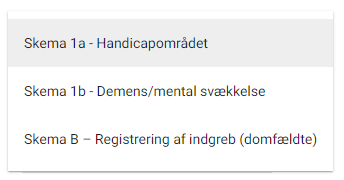 Skema 1a - Handicapområdet
Skema 1b - Demens/mental svækkelse
Skema B – Registrering af indgreb (domfældte)